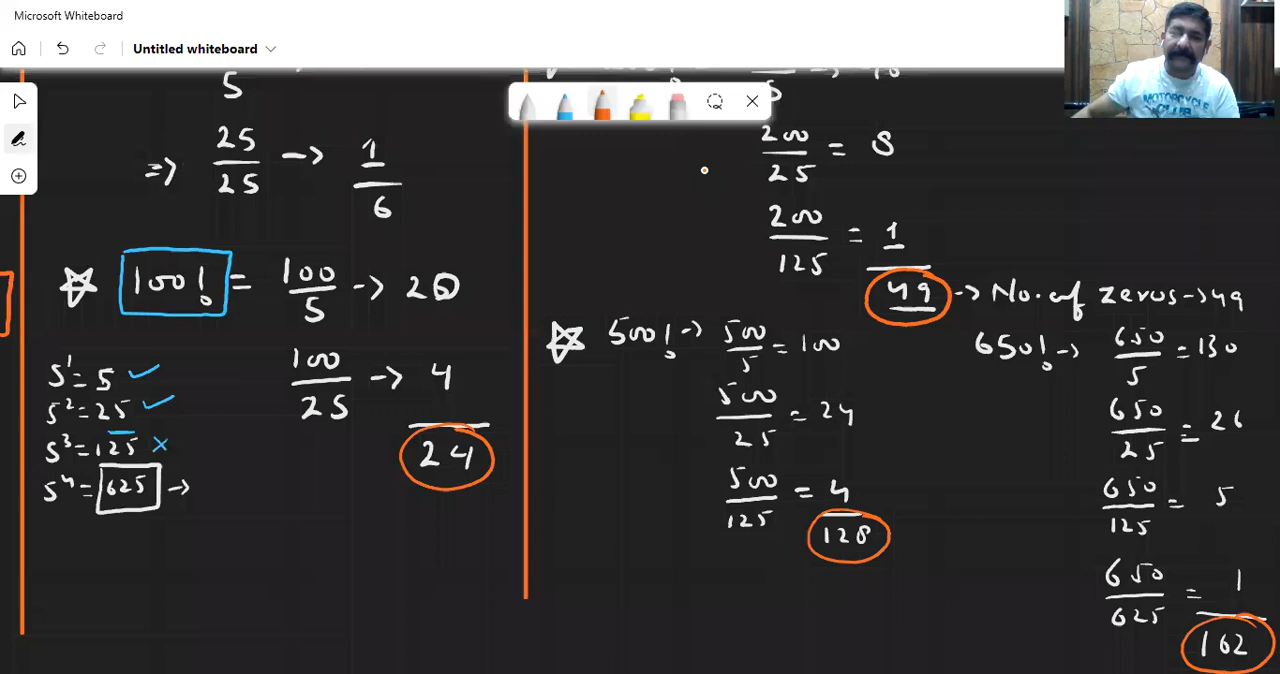 Microsoft Whiteboard
Untitled whiteboard
MOTORCYCLE
CLUB
5
=> 25/25 -> 1
6
100! = 100/5 -> 20
100/25 -> 4
24
5¹ = 5 ✓
5² = 25 ✓
5³ = 125 ×
5⁴ = 625 ->
200/25 = 8
200/125 = 1
49 -> No. of zeros -> 49
500! -> 500/5 = 100
500/25 = 24
500/125 = 4
128
650! -> 650/5 = 130
650/25 = 26
650/125 = 5
650/625 = 1
162